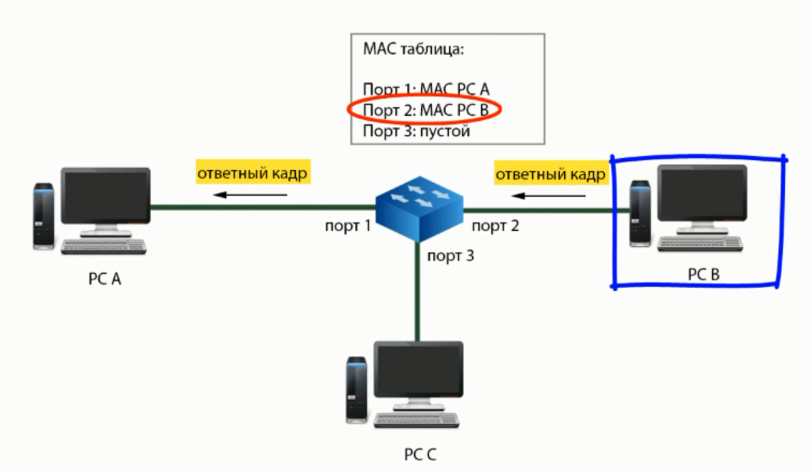 MAC таблица:
Порт 1: MAC PC A
Порт 2: MAC PC B
Порт 3: пустой
ответный кадр
ответный кадр
порт 1
порт 2
порт 3
PC A
PC B
PC C